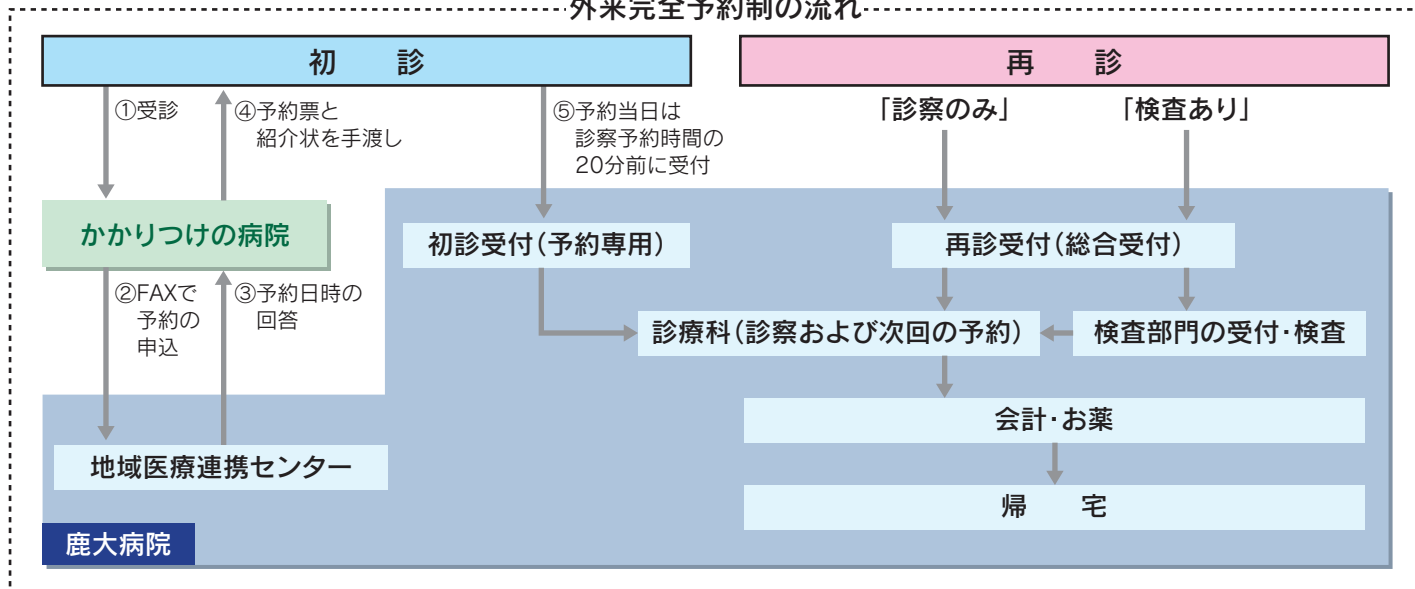 外来完全予約制の流れ
初　診
①受診
④予約票と
紹介状を手渡し
⑤予約当日は
診察予約時間の
20分前に受付
かかりつけの病院
②FAXで
予約の
申込
③予約日時の
回答
地域医療連携センター
鹿大病院
初診受付(予約専用)
再　診
「診察のみ」
「検査あり」
再診受付(総合受付)
診療科(診察および次回の予約)
検査部門の受付・検査
会計・お薬
帰　宅